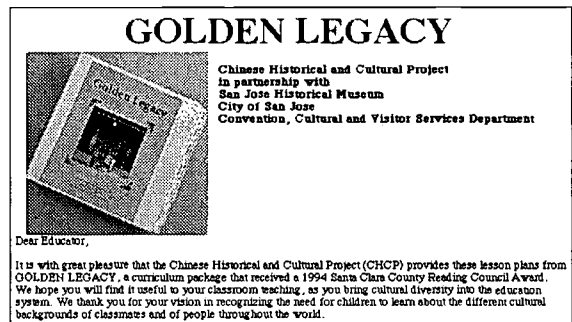 GOLDEN LEGACY
Golden Legacy
Chinese Historical and Cultural Project
in partnership with
San Jose Historical Museum
City of San Jose
Convention, Cultural and Visitor Services Department
Dear Educator,
It is with great pleasure that the Chinese Historical and Cultural Project (CHCP) provides these lesson plans from
GOLDEN LEGACY, a curriculum package that received a 1994 Santa Clara County Reading Council Award.
We hope you will find it useful to your classroom teaching, as you bring cultural diversity into the education
system. We thank you for your vision in recognizing the need for children to learn about the different cultural
backgrounds of classmates and of people throughout the world.